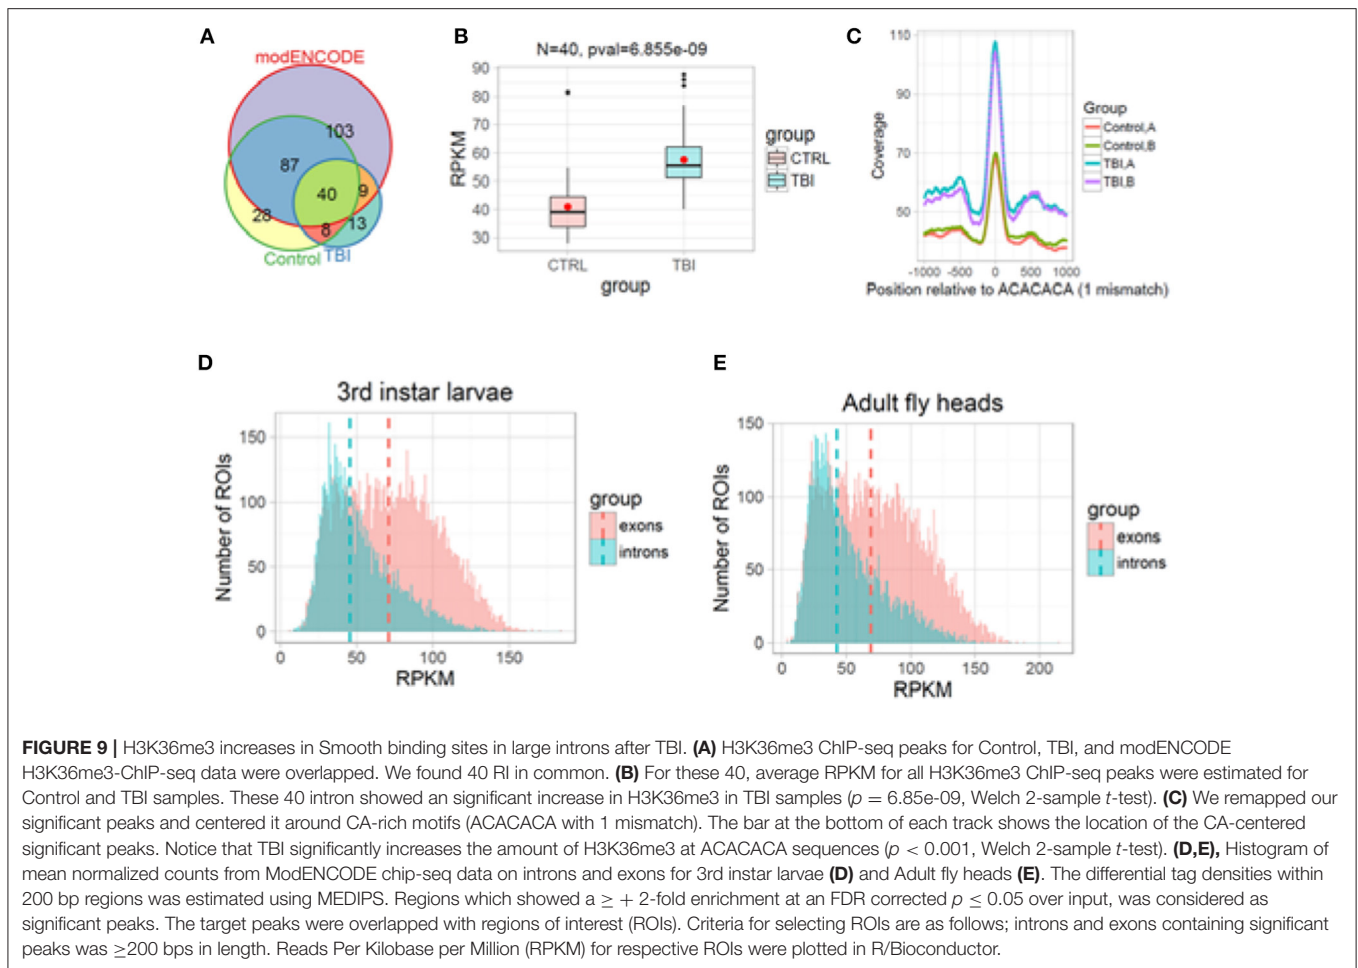 A
modENCODE
103
87
40
9
28
8
13
Control
TBI
B
N=40, pval=6.855e-09
90
80
70
60
50
40
30
RPKM
CTRL
TBI
group
group
CTRL
TBI
C
110
90
70
50
Coverage
-1000
-500
0
500
1000
Position relative to ACACACA (1 mismatch)
Group
Control,A
Control,B
TBI,A
TBI,B
D
3rd instar larvae
150
100
50
0
Number of ROIs
0
50
100
150
RPKM
group
exons
introns
E
Adult fly heads
150
100
50
0
Number of ROIs
0
50
100
150
200
RPKM
group
exons
introns
FIGURE 9 | H3K36me3 increases in Smooth binding sites in large introns after TBI. (A) H3K36me3 ChIP-seq peaks for Control, TBI, and modENCODE
H3K36me3-ChIP-seq data were overlapped. We found 40 RI in common. (B) For these 40, average RPKM for all H3K36me3 ChIP-seq peaks were estimated for
Control and TBI samples. These 40 intron showed an significant increase in H3K36me3 in TBI samples (p = 6.85e-09, Welch 2-sample t-test). (C) We remapped our
significant peaks and centered it around CA-rich motifs (ACACACA with 1 mismatch). The bar at the bottom of each track shows the location of the CA-centered
significant peaks. Notice that TBI significantly increases the amount of H3K36me3 at ACACACA sequences (p < 0.001, Welch 2-sample t-test). (D,E), Histogram of
mean normalized counts from ModENCODE chip-seq data on introns and exons for 3rd instar larvae (D) and Adult fly heads (E). The differential tag densities within
200 bp regions was estimated using MEDIPS. Regions which showed a ≥ + 2-fold enrichment at an FDR corrected p ≤ 0.05 over input, was considered as
significant peaks. The target peaks were overlapped with regions of interest (ROIs). Criteria for selecting ROIs are as follows; introns and exons containing significant
peaks was ≥200 bps in length. Reads Per Kilobase per Million (RPKM) for respective ROIs were plotted in R/Bioconductor.